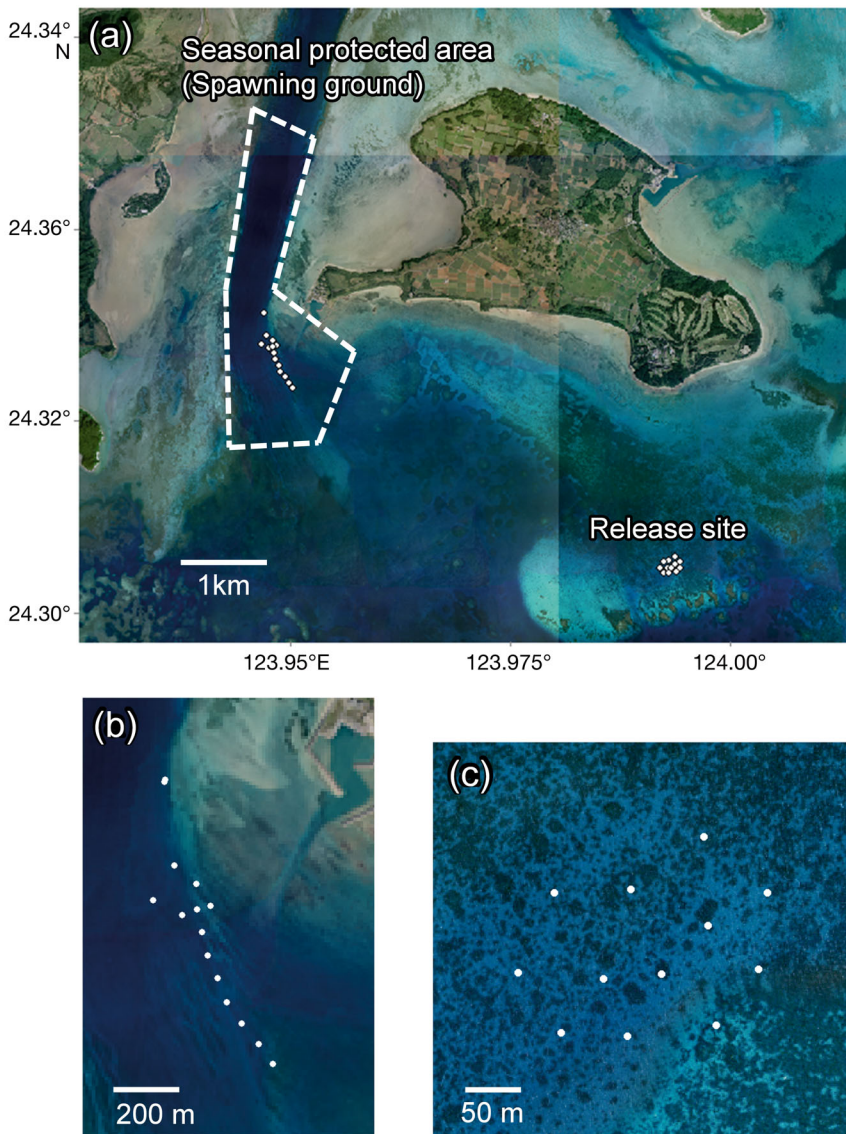 (a)
Seasonal protected area
(Spawning ground)
24.34°
N
24.36°
24.32°
24.30°
Release site
1km
123.95°E
123.975°
124.00°
(b)
200 m
(c)
50 m